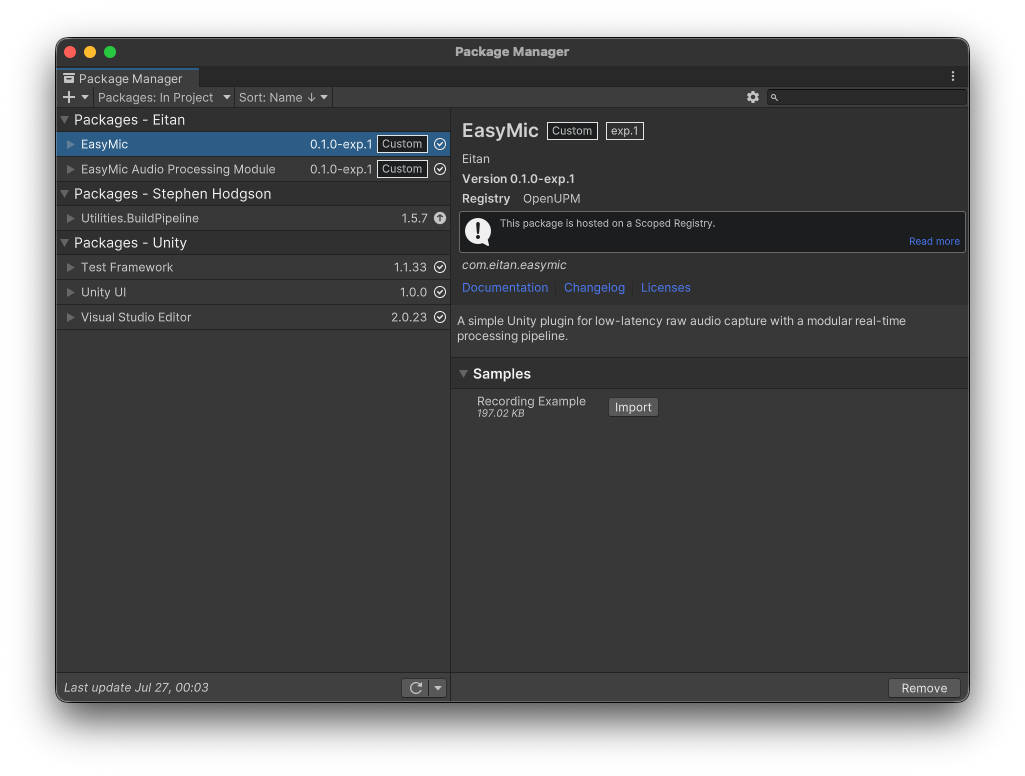 Package Manager
Package Manager
Packages: In Project
Sort: Name ↓
Packages - Eitan
EasyMic 0.1.0-exp.1 Custom
EasyMic Audio Processing Module 0.1.0-exp.1 Custom
Packages - Stephen Hodgson
Utilities.BuildPipeline 1.5.7
Packages - Unity
Test Framework 1.1.33
Unity UI 1.0.0
Visual Studio Editor 2.0.23
Last update Jul 27, 00:03
EasyMic Custom exp.1
Eitan
Version 0.1.0-exp.1
Registry OpenUPM
This package is hosted on a Scoped Registry.
Read more
com.eitan.easymic
Documentation Changelog Licenses
A simple Unity plugin for low-latency raw audio capture with a modular real-time
processing pipeline.
Samples
Recording Example
197.02 KB
Import
Remove